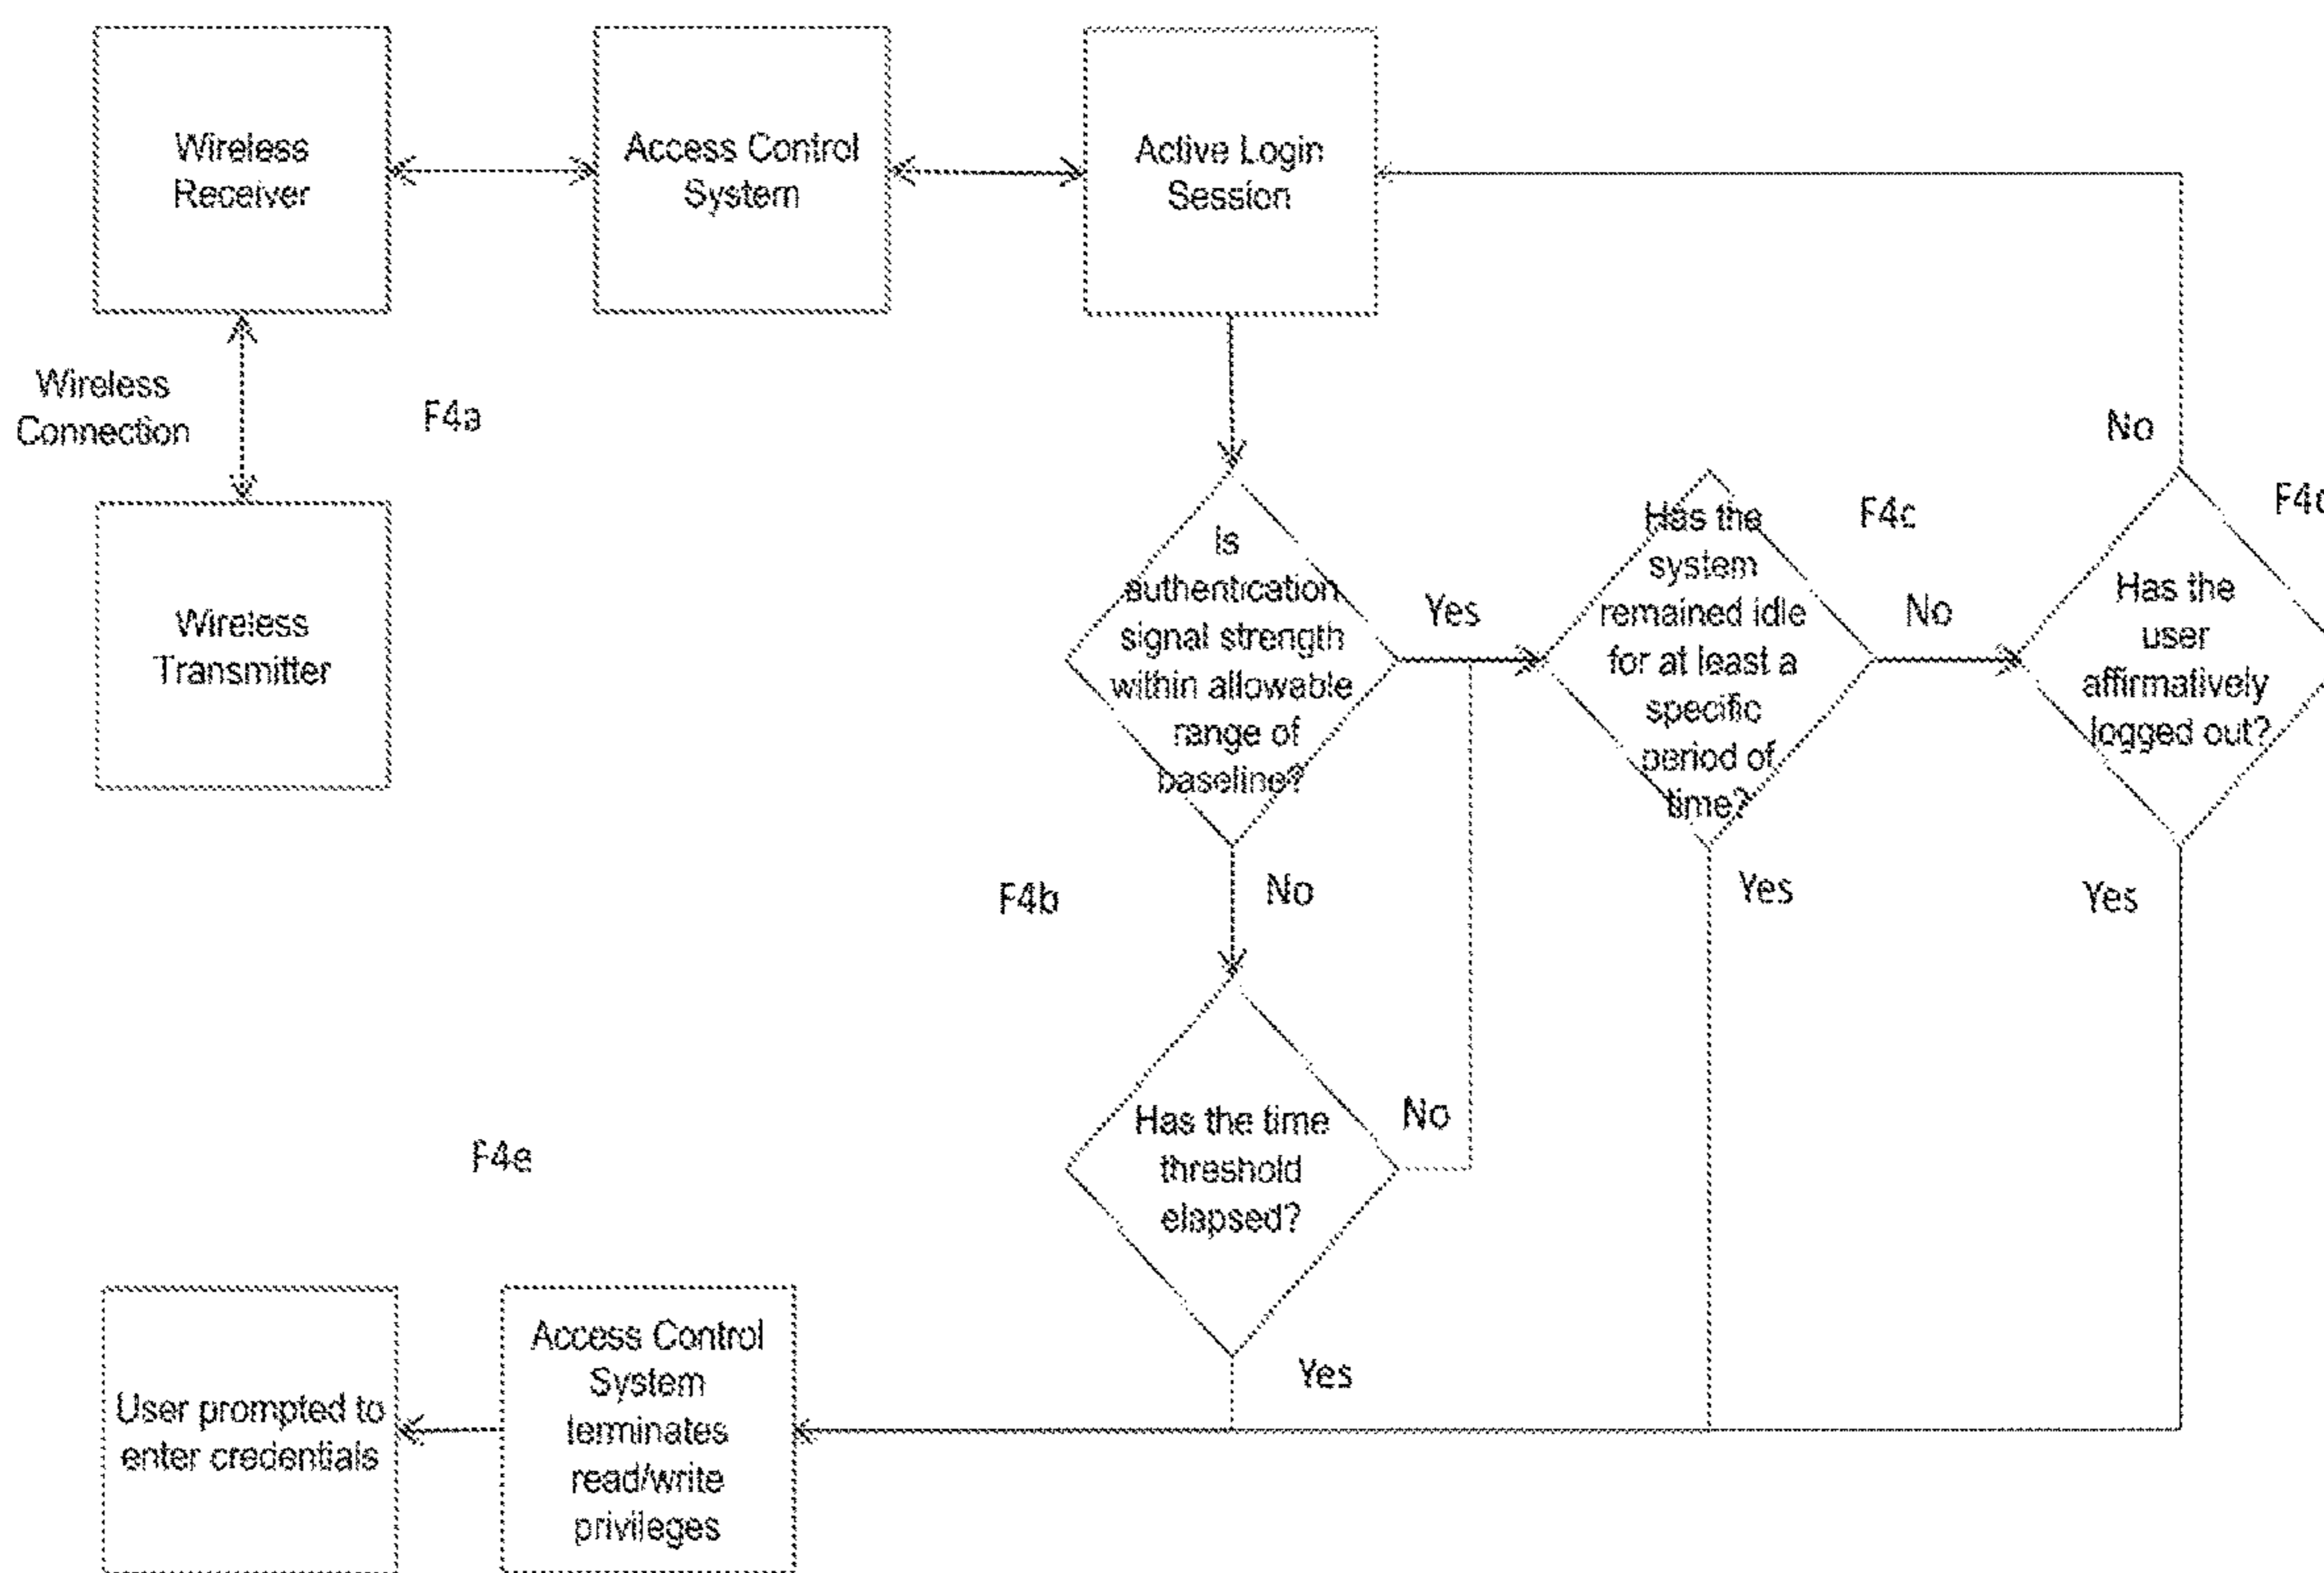 Wireless
Receiver
Access Control
System
Active Login
Session
Wireless
Connection
F4a
No
Wireless
Transmitter
Is
authentication
signal strength
within allowable
range of
baseline?
Yes
Has the
system
remained idle
for at least a
specific
period of
time?
F4c
No
Has the
user
affirmatively
logged out?
F4b
No
Yes
Yes
Has the time
threshold
elapsed?
No
Yes
F4e
User prompted to
enter credentials
Access Control
System
terminates
read/write
privileges